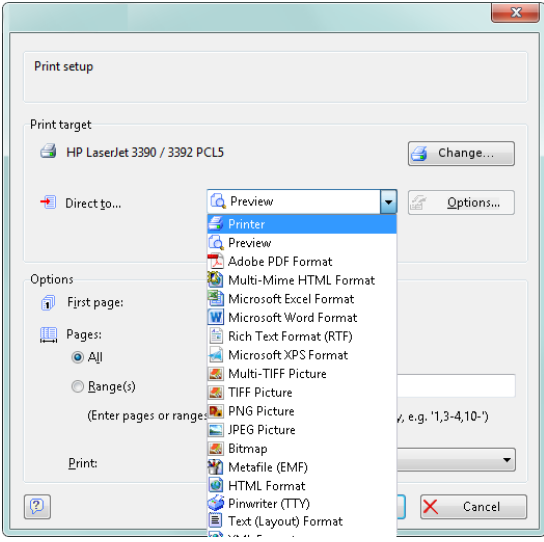 Print setup
Print target
HP LaserJet 3390 / 3392 PCL5
Change...
Direct to...
Preview
Options...
Printer
Preview
Adobe PDF Format
Multi-Mime HTML Format
Options
Microsoft Excel Format
First page:
Microsoft Word Format
Rich Text Format (RTF)
Pages:
Microsoft XPS Format
All
Multi-TIFF Picture
Range(s)
TIFF Picture
PNG Picture
(Enter pages or ranges
y, e.g. '1,3-4,10-')
JPEG Picture
Bitmap
Print:
Metafile (EMF)
HTML Format
Pinwriter (TTY)
Cancel
Text (Layout) Format